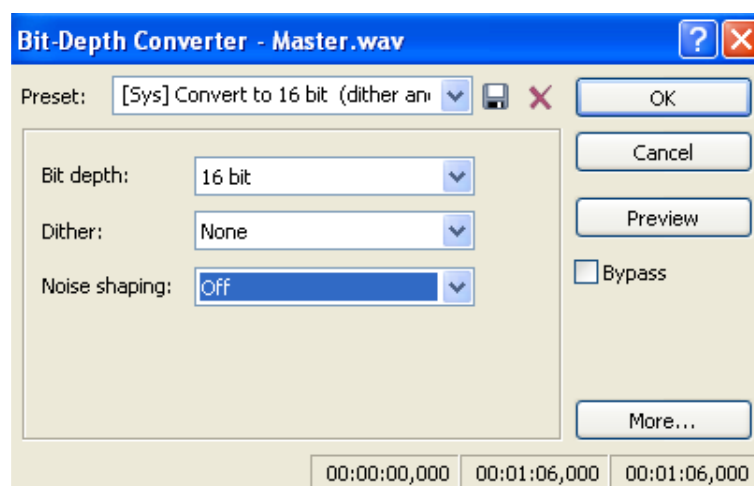 Bit-Depth Converter - Master.wav
Preset: [Sys] Convert to 16 bit (dither an
OK
Cancel
Bit depth: 16 bit
Preview
Dither: None
Bypass
Noise shaping: Off
More...
00:00:00,000 00:01:06,000 00:01:06,000